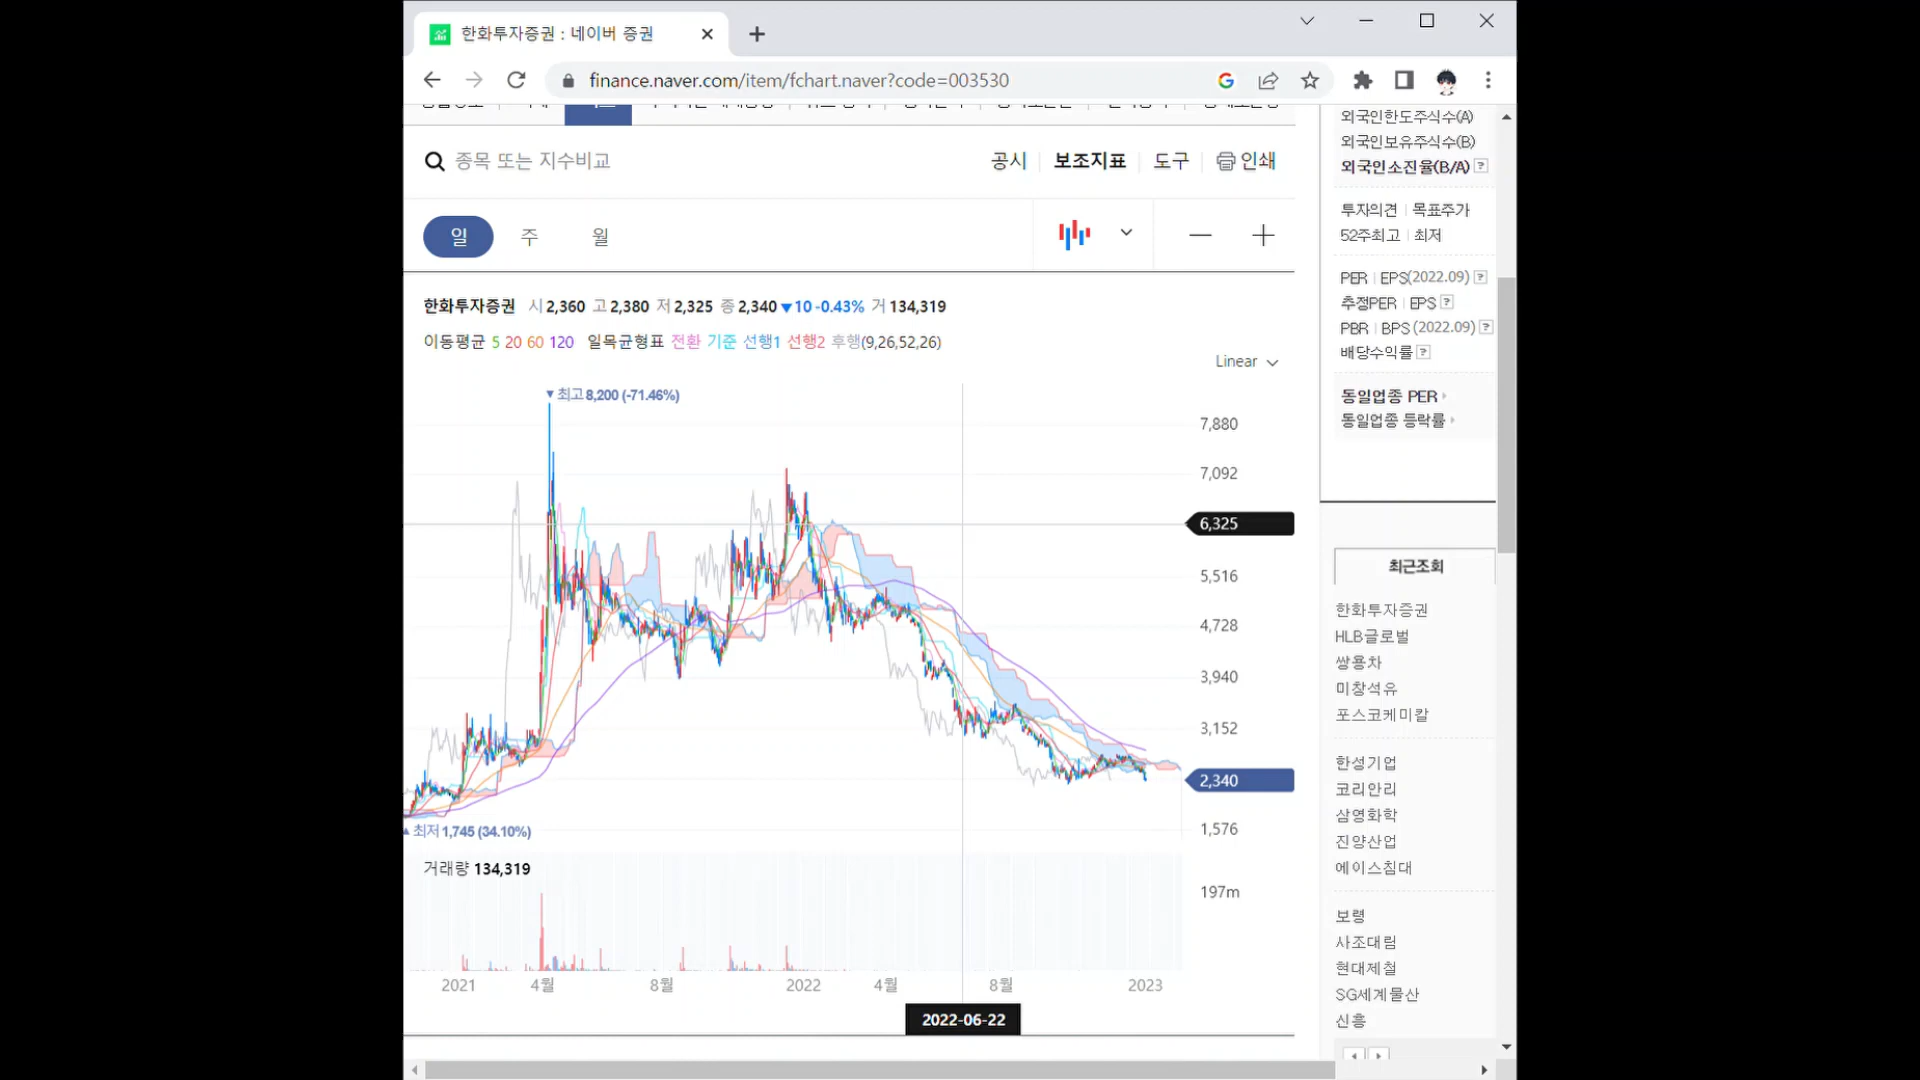 한화투자증권 : 네이버 증권
finance.naver.com/item/fchart.naver?code=003530
종목 또는 지수비교
공시 보조지표 도구 인쇄
일 주 월
한화투자증권 시 2,360 고 2,380 저 2,325 종 2,340 ▼10 -0.43% 거 134,319
이동평균 5 20 60 120 일목균형표 전환 기준 선행1 선행2 후행(9,26,52,26)
Linear
▼최고 8,200 (-71.46%)
7,880
7,092
6,325
5,516
4,728
3,940
3,152
2,340
1,576
▲최저 1,745 (34.10%)
거래량 134,319
197m
2021 4월 8월 2022 4월 8월 2023
2022-06-22
외국인한도주식수(A)
외국인보유주식수(B)
외국인소진율(B/A) ?
투자의견 | 목표주가
52주최고 | 최저
PER | EPS(2022.09) ?
추정PER | EPS ?
PBR | BPS (2022.09) ?
배당수익률 ?
동일업종 PER
동일업종 등락률
최근조회
한화투자증권
HLB글로벌
쌍용차
미창석유
포스코케미칼
한성기업
코리안리
삼영화학
진양산업
에이스침대
보령
사조대림
현대제철
SG세계물산
신흥